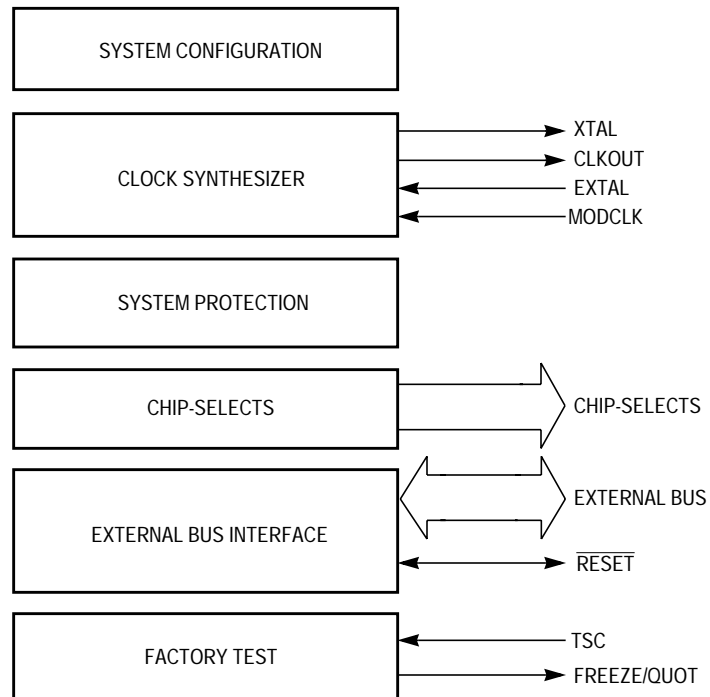 SYSTEM CONFIGURATION
CLOCK SYNTHESIZER
XTAL
CLKOUT
EXTAL
MODCLK
SYSTEM PROTECTION
CHIP-SELECTS
CHIP-SELECTS
EXTERNAL BUS INTERFACE
EXTERNAL BUS
RESET
FACTORY TEST
TSC
FREEZE/QUOT